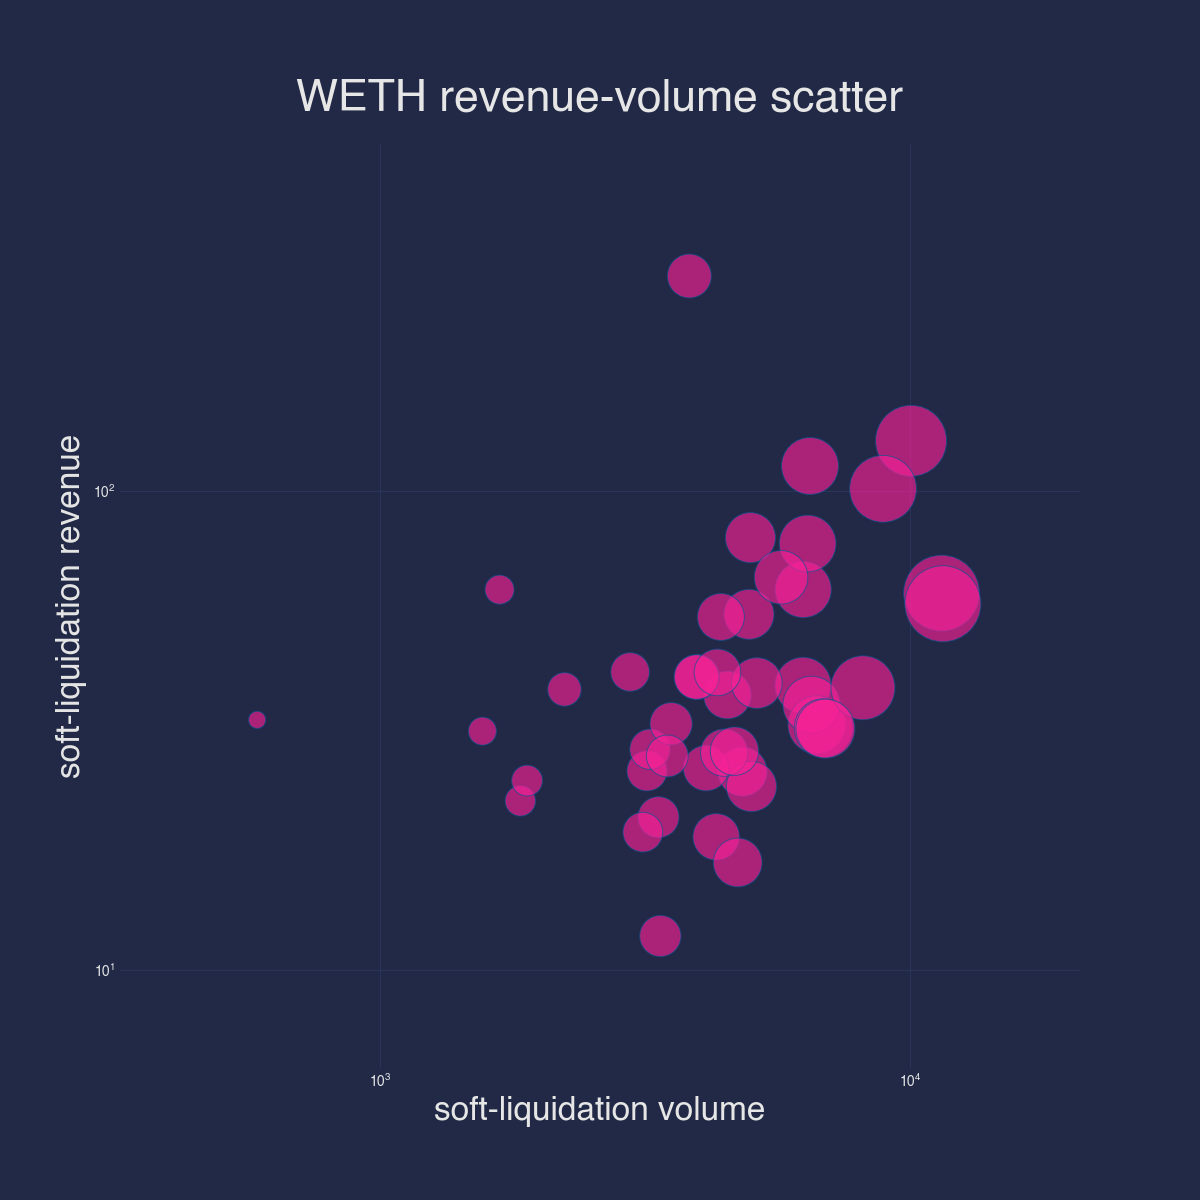 WETH revenue-volume scatter
soft-liquidation revenue
10²
10¹
10³
10⁴
soft-liquidation volume